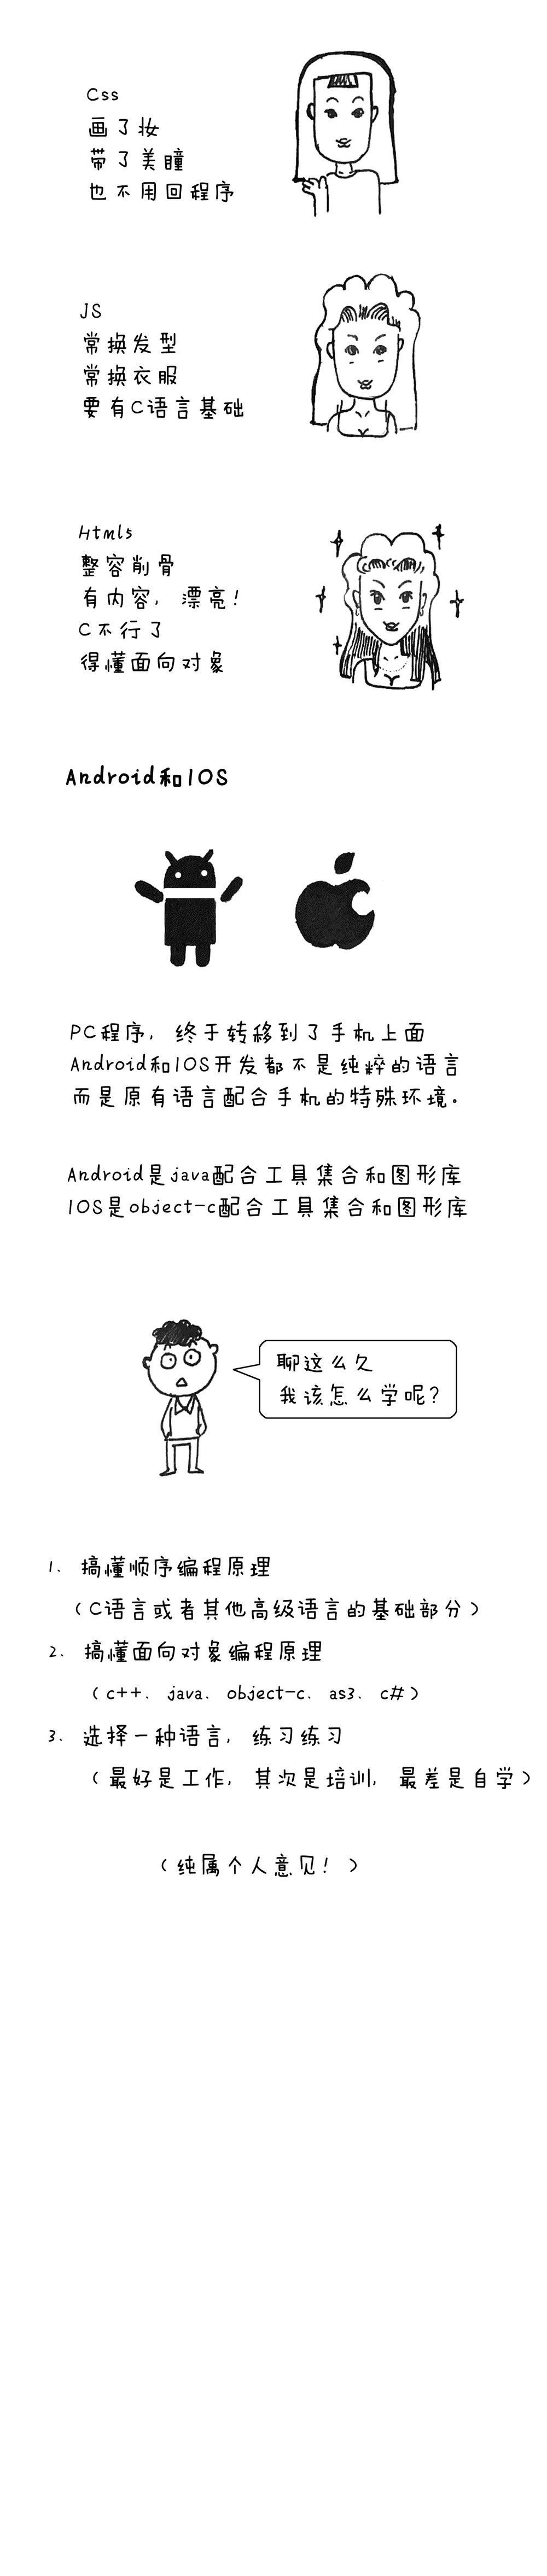 Css
画了妆
带了美瞳
也不用回程序
JS
常换发型
常换衣服
要有C语言基础
Html5
整容削骨
有内容，漂亮！
C不行了
得懂面向对象
Android和IOS
PC程序，终于转移到了手机上面
Android和IOS开发都不是纯粹的语言
而是原有语言配合手机的特殊环境。
Android是java配合工具集合和图形库
IOS是object-c配合工具集合和图形库
聊这么久
我该怎么学呢？
1、搞懂顺序编程原理
（C语言或者其他高级语言的基础部分）
2、搞懂面向对象编程原理
（c++、java、object-c、as3、c#）
3、选择一种语言，练习练习
（最好是工作，其次是培训，最差是自学）
（纯属个人意见！）